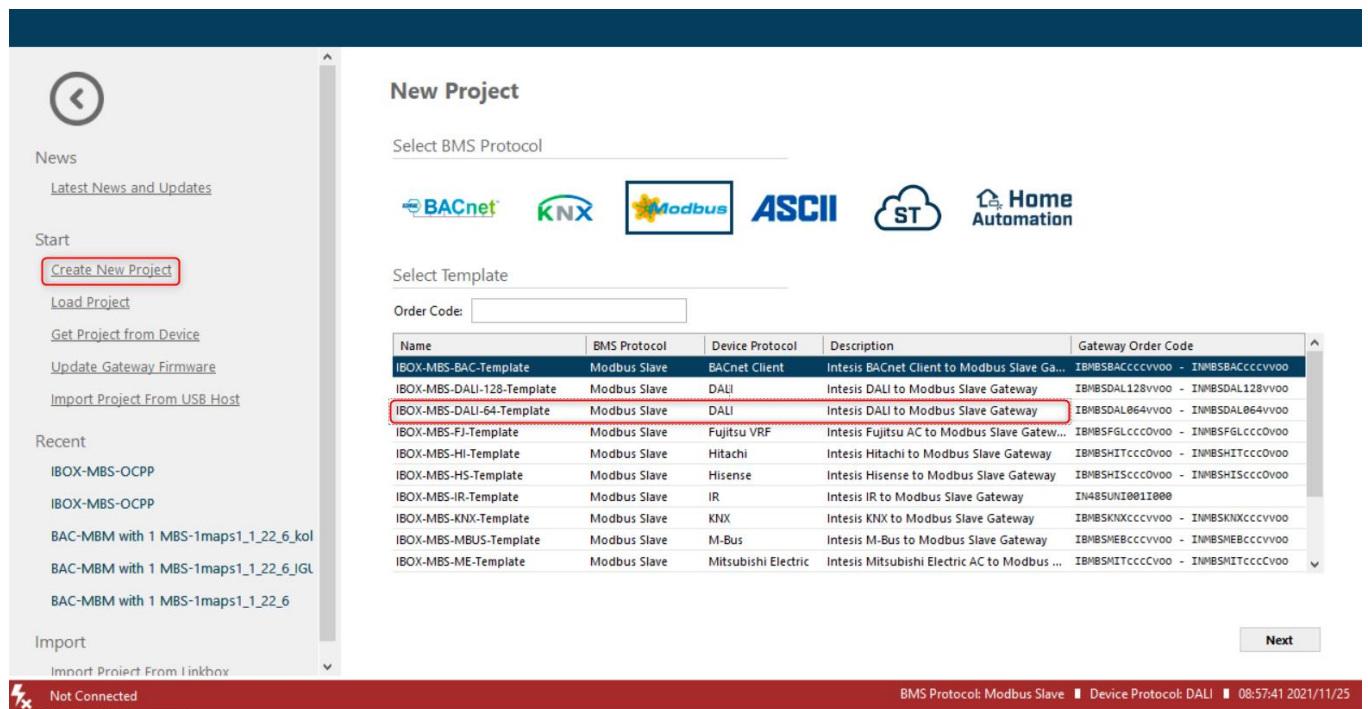 New Project
News
Latest News and Updates
Start
Create New Project
Load Project
Get Project from Device
Update Gateway Firmware
Import Project From USB Host
Recent
IBOX-MBS-OCPP
IBOX-MBS-OCPP
BAC-MBM with 1 MBS-1maps1_1_22_6_kol
BAC-MBM with 1 MBS-1maps1_1_22_6_IGL
BAC-MBM with 1 MBS-1maps1_1_22_6
Import
Import Project From Linkbox
Select BMS Protocol
BACnet KNX Modbus ASCII ST Home Automation
Select Template
Order Code:
Name BMS Protocol Device Protocol Description Gateway Order Code
IBOX-MBS-BAC-Template Modbus Slave BACnet Client Intesis BACnet Client to Modbus Slave Ga... IBMBSBACcccvvoo - INMBSBACcccvvoo
IBOX-MBS-DALI-128-Template Modbus Slave DALI Intesis DALI to Modbus Slave Gateway IBMBSDAL128vvoo - INMBSDAL128vvoo
IBOX-MBS-DALI-64-Template Modbus Slave DALI Intesis DALI to Modbus Slave Gateway IBMBSDAL064vvoo - INMBSDAL064vvoo
IBOX-MBS-FJ-Template Modbus Slave Fujitsu VRF Intesis Fujitsu AC to Modbus Slave Gatew... IBMBSFGLcccOvoo - INMBSFGLcccOvoo
IBOX-MBS-HI-Template Modbus Slave Hitachi Intesis Hitachi to Modbus Slave Gateway IBMBSHITcccOvoo - INMBSHITcccOvoo
IBOX-MBS-HS-Template Modbus Slave Hisense Intesis Hisense to Modbus Slave Gateway IBMBSHIScccOvoo - INMBSHIScccOvoo
IBOX-MBS-IR-Template Modbus Slave IR Intesis IR to Modbus Slave Gateway IN485UNI001I000
IBOX-MBS-KNX-Template Modbus Slave KNX Intesis KNX to Modbus Slave Gateway IBMBSKNXcccvvoo - INMBSKNXcccvvoo
IBOX-MBS-MBUS-Template Modbus Slave M-Bus Intesis M-Bus to Modbus Slave Gateway IBMBSMEBcccvvoo - INMBSMEBcccvvoo
IBOX-MBS-ME-Template Modbus Slave Mitsubishi Electric Intesis Mitsubishi Electric AC to Modbus ... IBMBSMITcccCvoo - INMBSMITcccCvoo
Next
Not Connected
BMS Protocol: Modbus Slave Device Protocol: DALI 08:57:41 2021/11/25